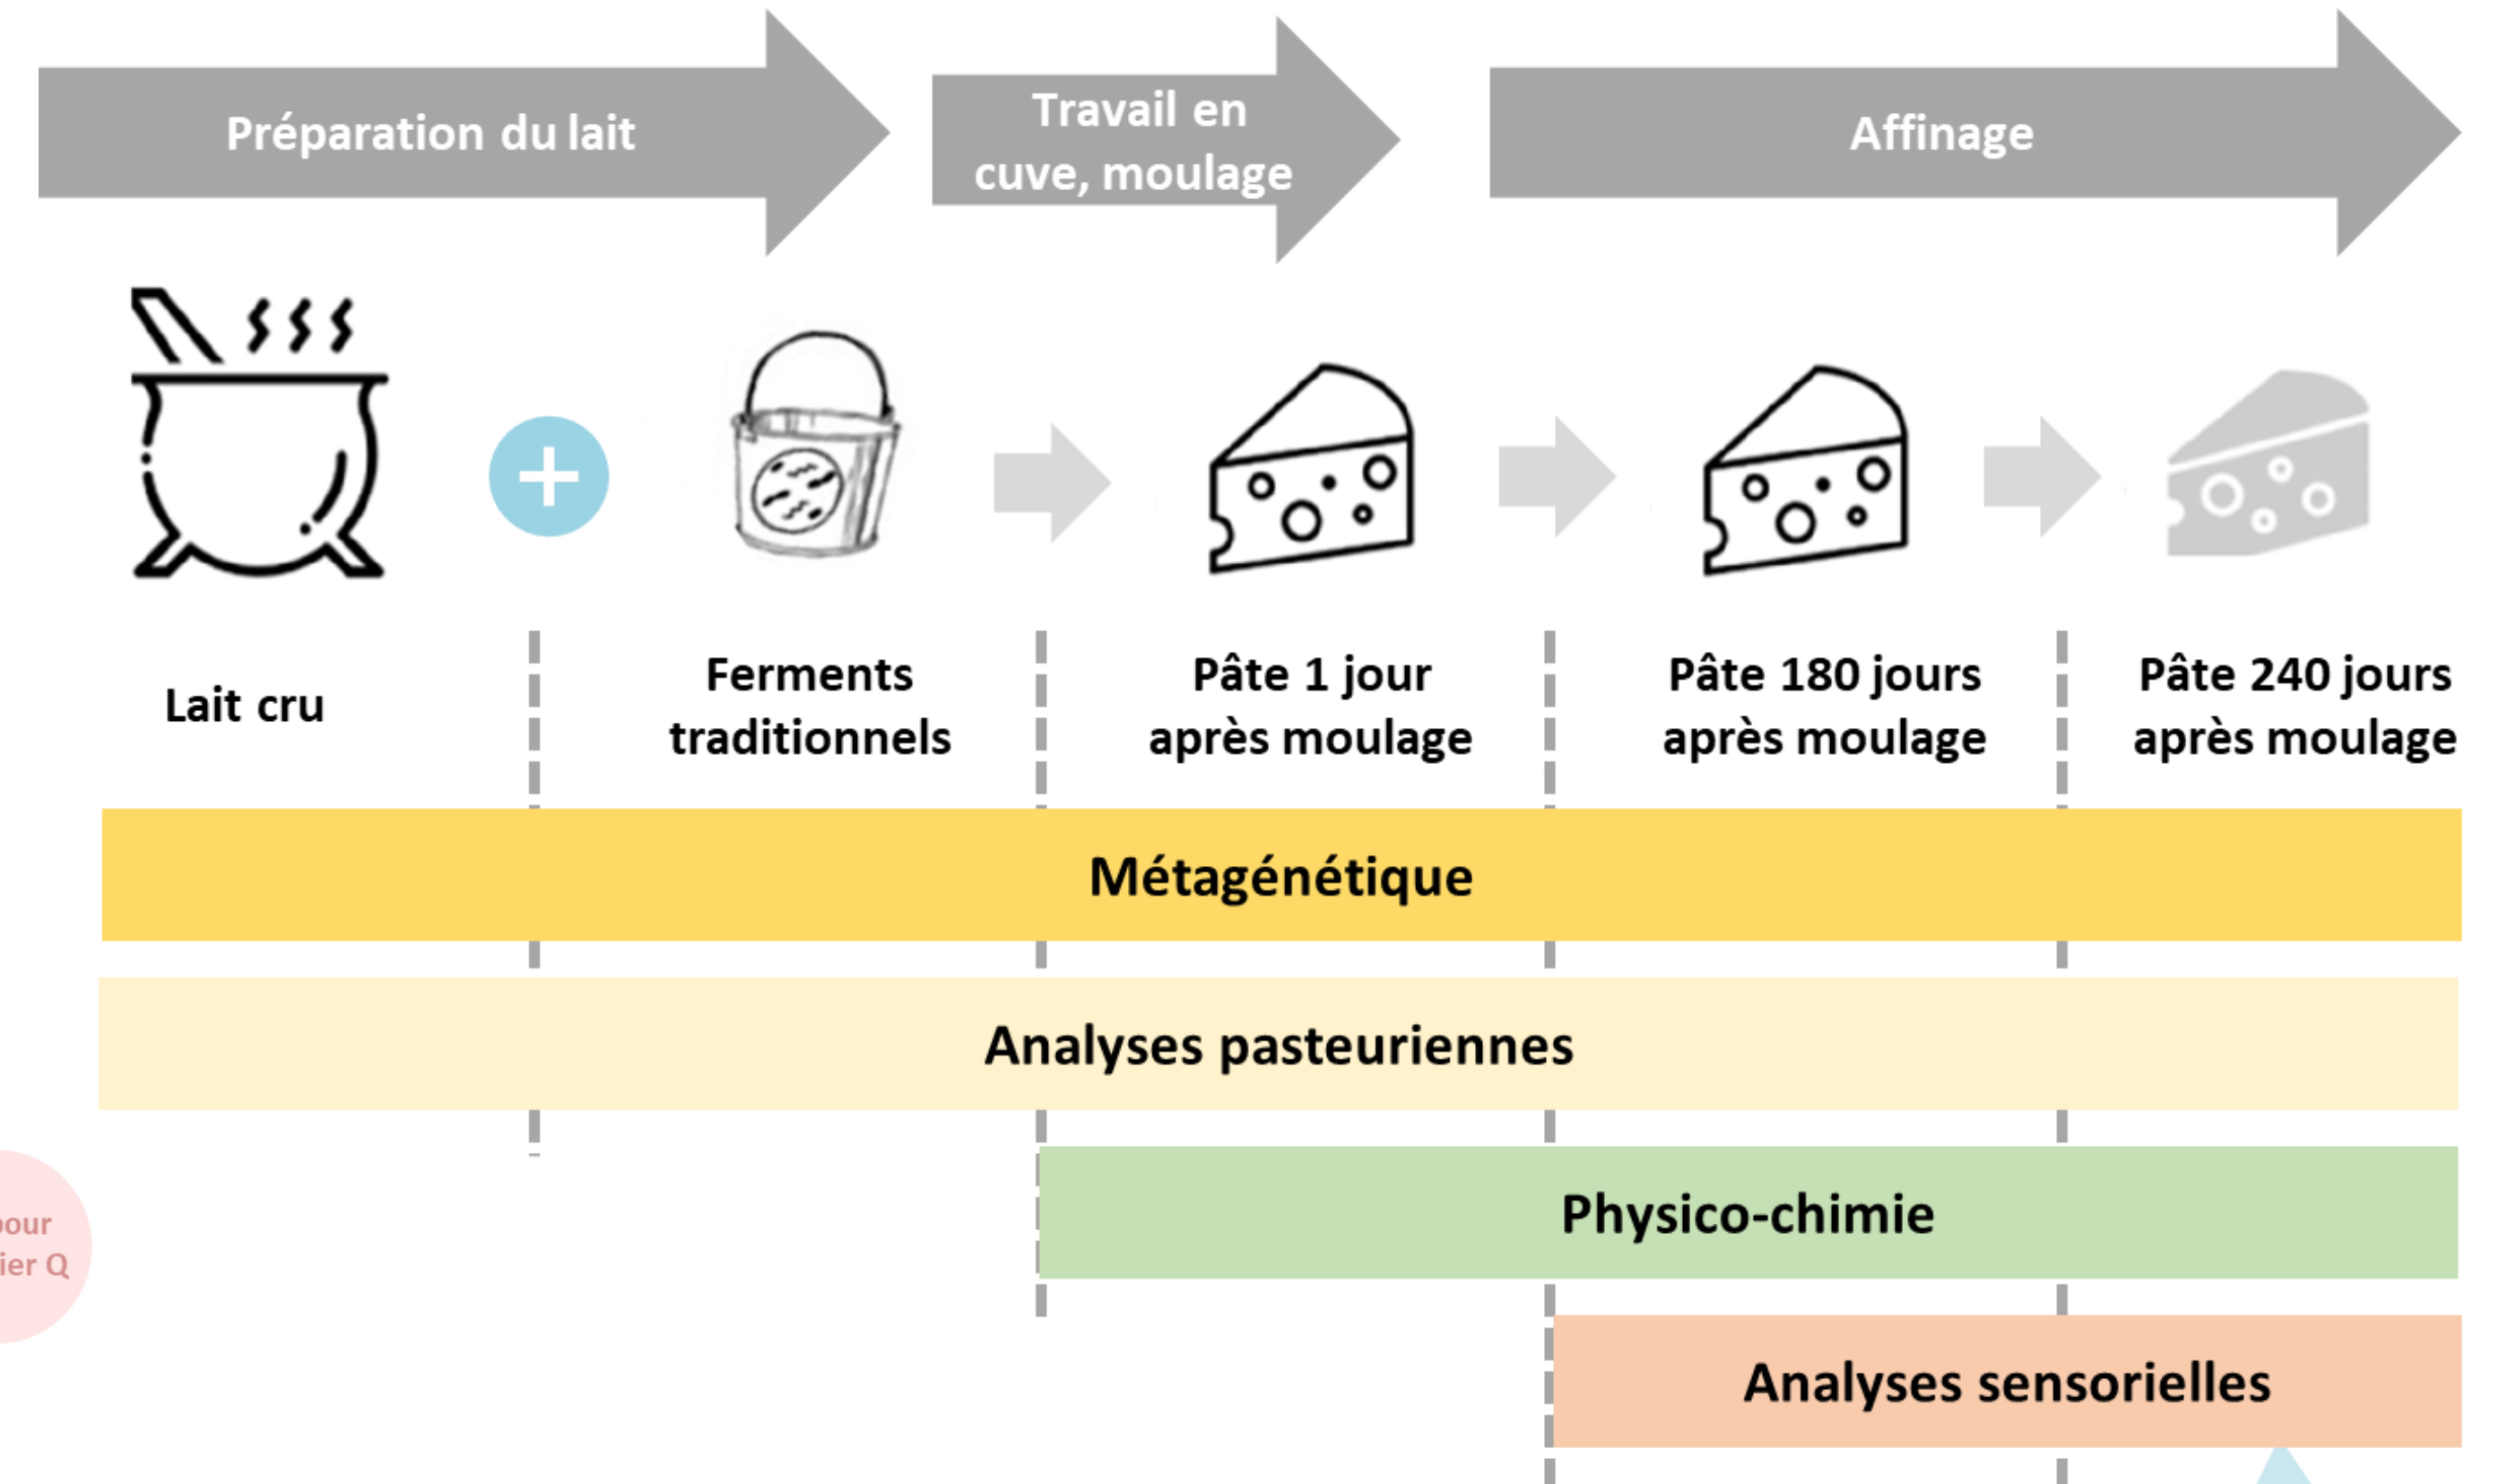 Préparation du lait
Travail en
cuve, moulage
Affinage
Lait cru
Ferments
traditionnels
Pâte 1 jour
après moulage
Pâte 180 jours
après moulage
Pâte 240 jours
après moulage
Métagénétique
Analyses pasteuriennes
Physico-chimie
Analyses sensorielles
Q